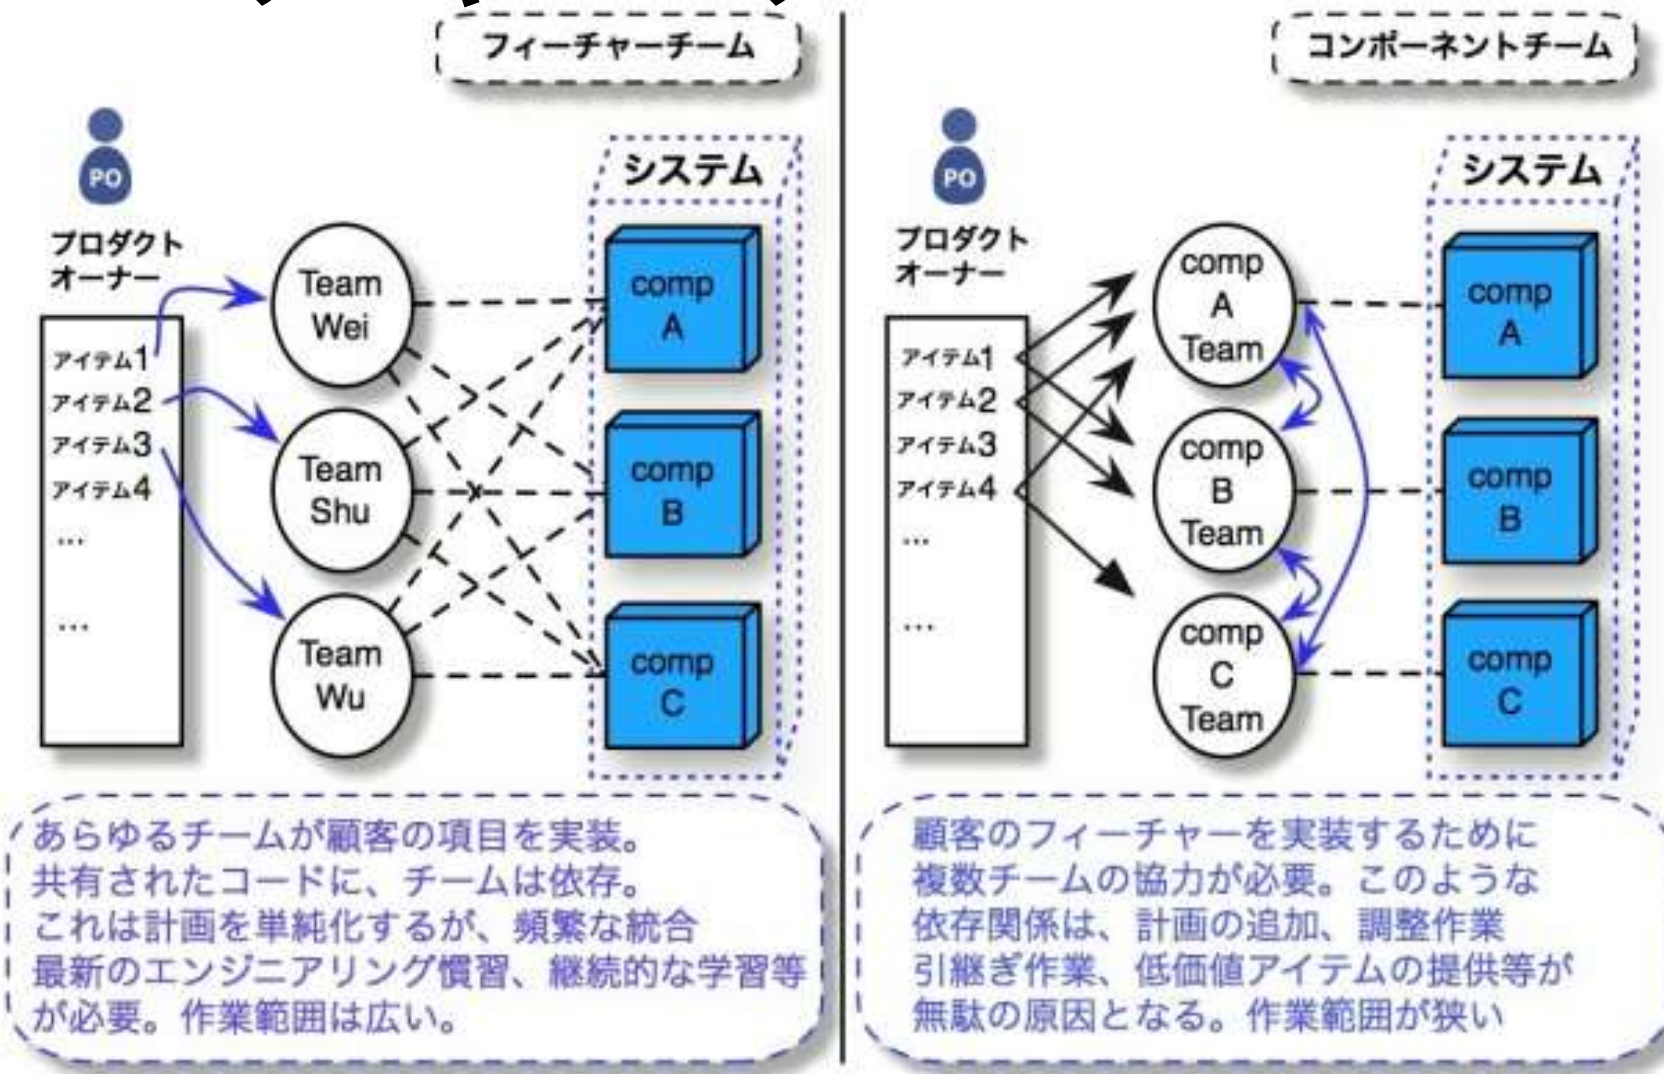 フィーチャーチーム
PO
プロダクト
オーナー
アイテム1
アイテム2
アイテム3
アイテム4
...
...
Team
Wei
Team
Shu
Team
Wu
システム
comp
A
comp
B
comp
C
あらゆるチームが顧客の項目を実装。
共有されたコードに、チームは依存。
これは計画を単純化するが、頻繁な統合
最新のエンジニアリング慣習、継続的な学習等
が必要。作業範囲は広い。
コンポーネントチーム
PO
プロダクト
オーナー
アイテム1
アイテム2
アイテム3
アイテム4
...
...
comp
A
Team
comp
B
Team
comp
C
Team
システム
comp
A
comp
B
comp
C
顧客のフィーチャーを実装するために
複数チームの協力が必要。このような
依存関係は、計画の追加、調整作業
引継ぎ作業、低価値アイテムの提供等が
無駄の原因となる。作業範囲が狭い